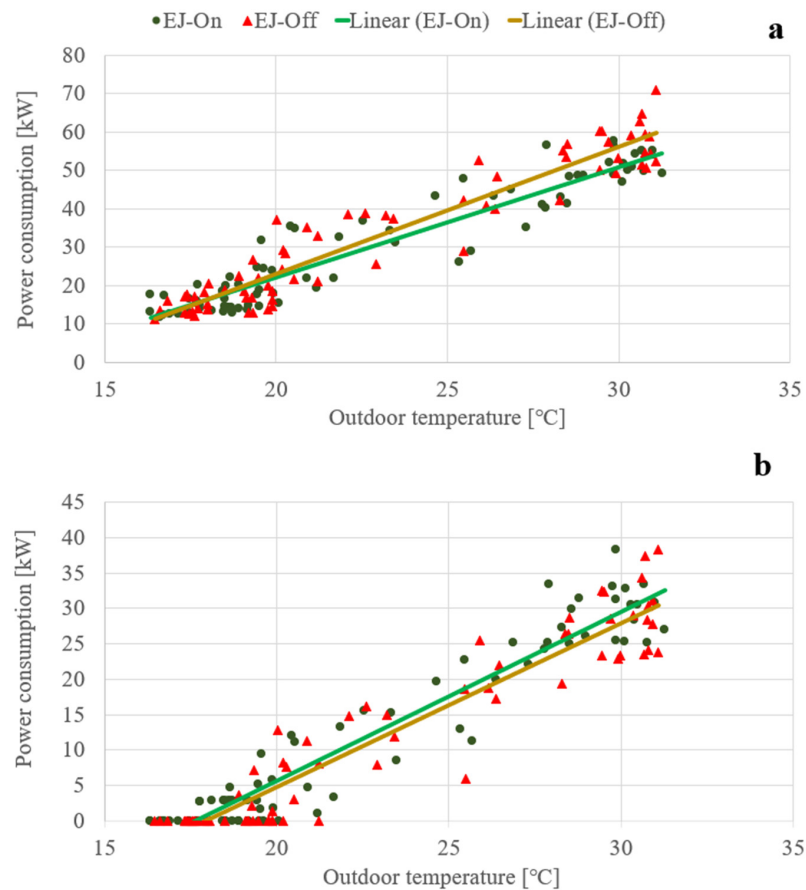 EJ-On EJ-Off Linear (EJ-On) Linear (EJ-Off)
a
80
70
60
50
40
30
20
10
0
Power consumption [kW]
15 20 25 30 35
Outdoor temperature [℃]
b
45
40
35
30
25
20
15
10
5
0
Power consumption [kW]
15 20 25 30 35
Outdoor temperature [℃]